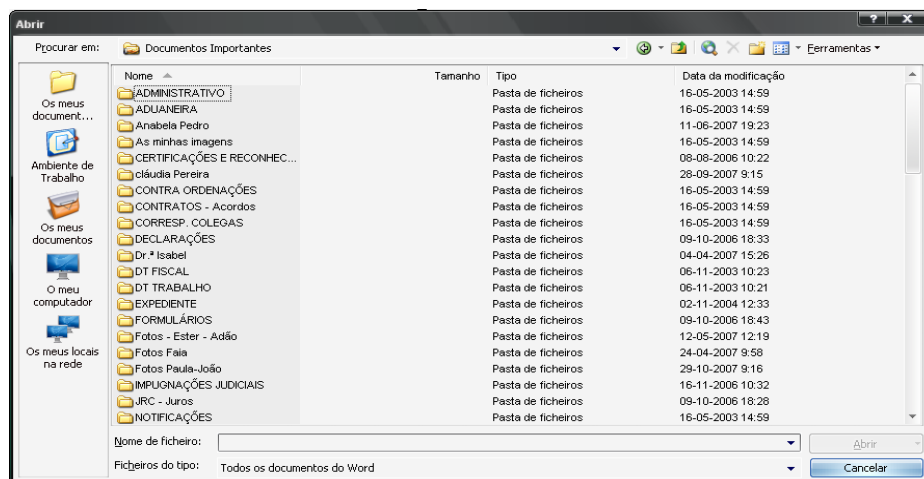 Abrir
Procurar em: Documentos Importantes Ferramentas
Os meus document...
Ambiente de Trabalho
Os meus documentos
O meu computador
Os meus locais na rede
Nome Tamanho Tipo Data da modificação
ADMINISTRATIVO Pasta de ficheiros 16-05-2003 14:59
ADUANEIRA Pasta de ficheiros 16-05-2003 14:59
Anabela Pedro Pasta de ficheiros 11-06-2007 19:23
As minhas imagens Pasta de ficheiros 16-05-2003 14:59
CERTIFICAÇÕES E RECONHEC... Pasta de ficheiros 08-08-2006 10:22
cláudia Pereira Pasta de ficheiros 28-09-2007 9:15
CONTRA ORDENAÇÕES Pasta de ficheiros 16-05-2003 14:59
CONTRATOS - Acordos Pasta de ficheiros 16-05-2003 14:59
CORRESP. COLEGAS Pasta de ficheiros 16-05-2003 14:59
DECLARAÇÕES Pasta de ficheiros 09-10-2006 18:33
Dr.ª Isabel Pasta de ficheiros 04-04-2007 15:26
DT FISCAL Pasta de ficheiros 06-11-2003 10:23
DT TRABALHO Pasta de ficheiros 06-11-2003 10:21
EXPEDIENTE Pasta de ficheiros 02-11-2004 12:33
FORMULÁRIOS Pasta de ficheiros 09-10-2006 18:43
Fotos - Ester - Adão Pasta de ficheiros 12-05-2007 12:19
Fotos Faia Pasta de ficheiros 24-04-2007 9:58
Fotos Paula-João Pasta de ficheiros 29-10-2007 9:16
IMPUGNAÇÕES JUDICIAIS Pasta de ficheiros 16-11-2006 10:32
JRC - Juros Pasta de ficheiros 09-10-2006 18:28
NOTIFICAÇÕES Pasta de ficheiros 16-05-2003 14:59
Nome de ficheiro: Abrir
Ficheiros do tipo: Todos os documentos do Word Cancelar